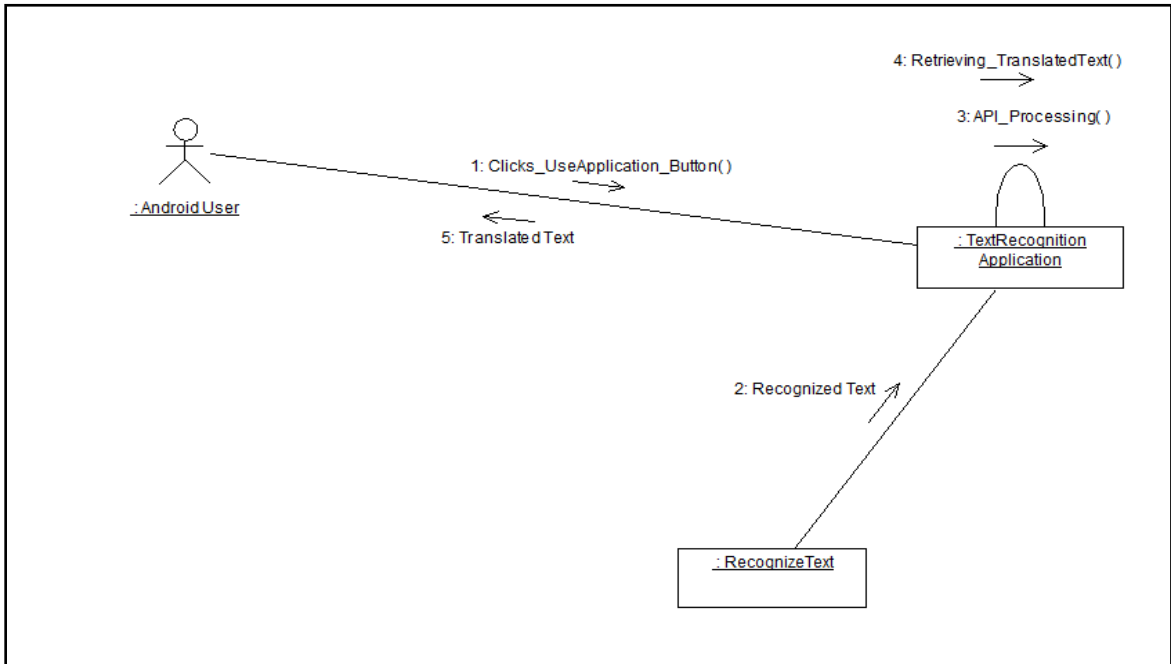 4: Retrieving_TranslatedText( )
3: API_Processing( )
1: Clicks_UseApplication_Button( )
: Android User
5: Translated Text
: TextRecognition
Application
2: Recognized Text
: RecognizeText